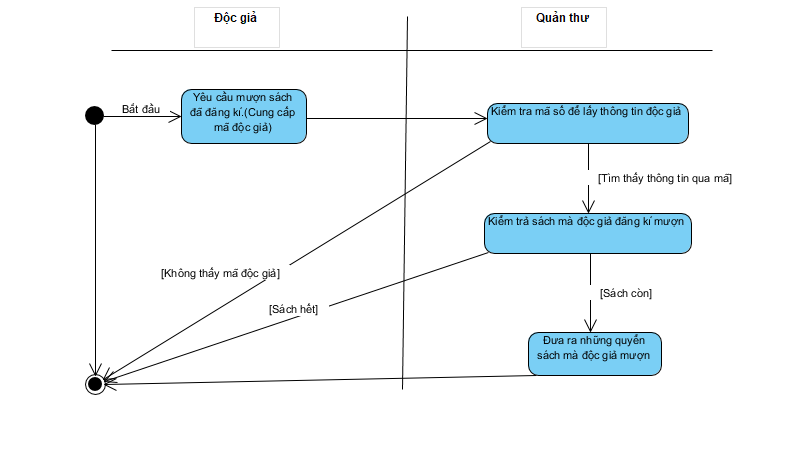 Độc giả
Quản thư
Bắt đầu
Yêu cầu mượn sách
đã đăng kí.(Cung cấp
mã độc giả)
Kiểm tra mã số để lấy thông tin độc giả
[Tìm thấy thông tin qua mã]
Kiểm trả sách mà độc giả đăng kí mượn
[Không thấy mã độc giả]
[Sách hết]
[Sách còn]
Đưa ra những quyển
sách mà độc giả mượn